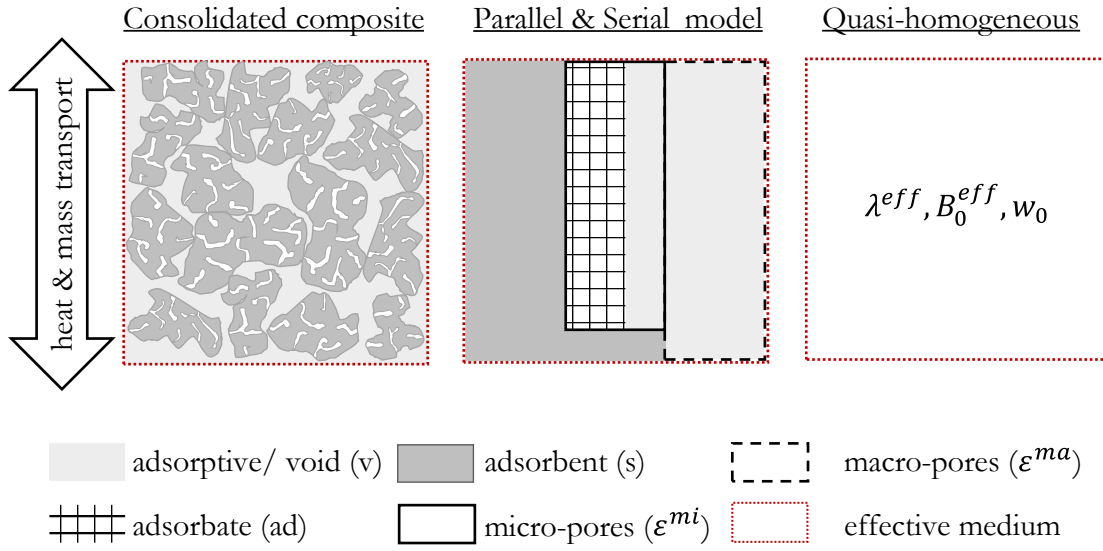 Consolidated composite
Parallel & Serial model
Quasi-homogeneous
heat & mass transport
λ^eff, B_0^eff, w_0
adsorptive/ void (v)
adsorbent (s)
macro-pores (ε^ma)
adsorbate (ad)
micro-pores (ε^mi)
effective medium